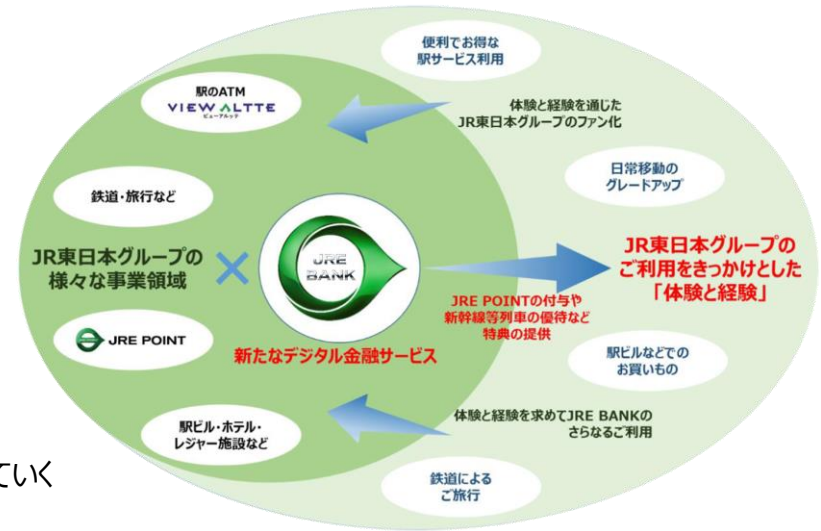 便利でお得な
駅サービス利用
駅のATM
VIEW ALTTE
ビューアルッテ
体験と経験を通じた
JR東日本グループのファン化
日常移動の
グレードアップ
鉄道・旅行など
JR東日本グループの
様々な事業領域
×
JRE
BANK
新たなデジタル金融サービス
JR東日本グループの
ご利用をきっかけとした
「体験と経験」
JRE POINTの付与や
新幹線等列車の優待など
特典の提供
JRE POINT
駅ビルなどでの
お買いもの
駅ビル・ホテル・
レジャー施設など
体験と経験を求めてJRE BANKの
さらなるご利用
ていく
鉄道による
ご旅行